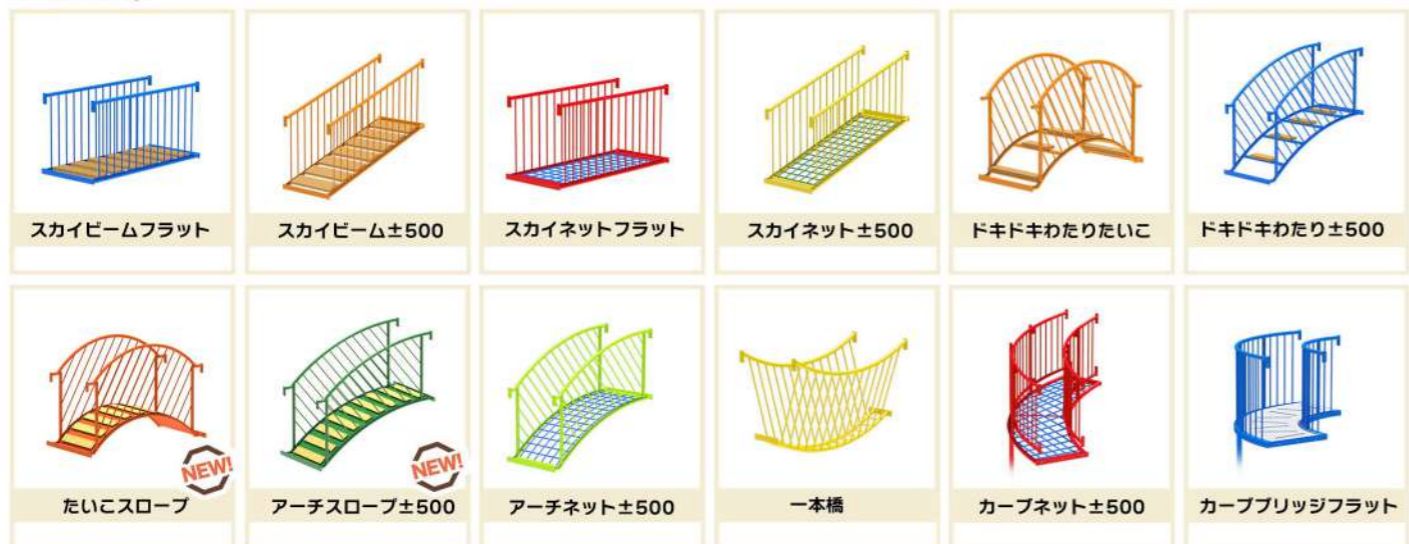 スカイビームフラット
スカイビーム±500
スカイネットフラット
スカイネット±500
ドキドキわたりたいこ
ドキドキわたり±500
NEW!
NEW!
たいこスロープ
アーチスロープ±500
アーチネット±500
一本橋
カーブネット±500
カーブブリッジフラット